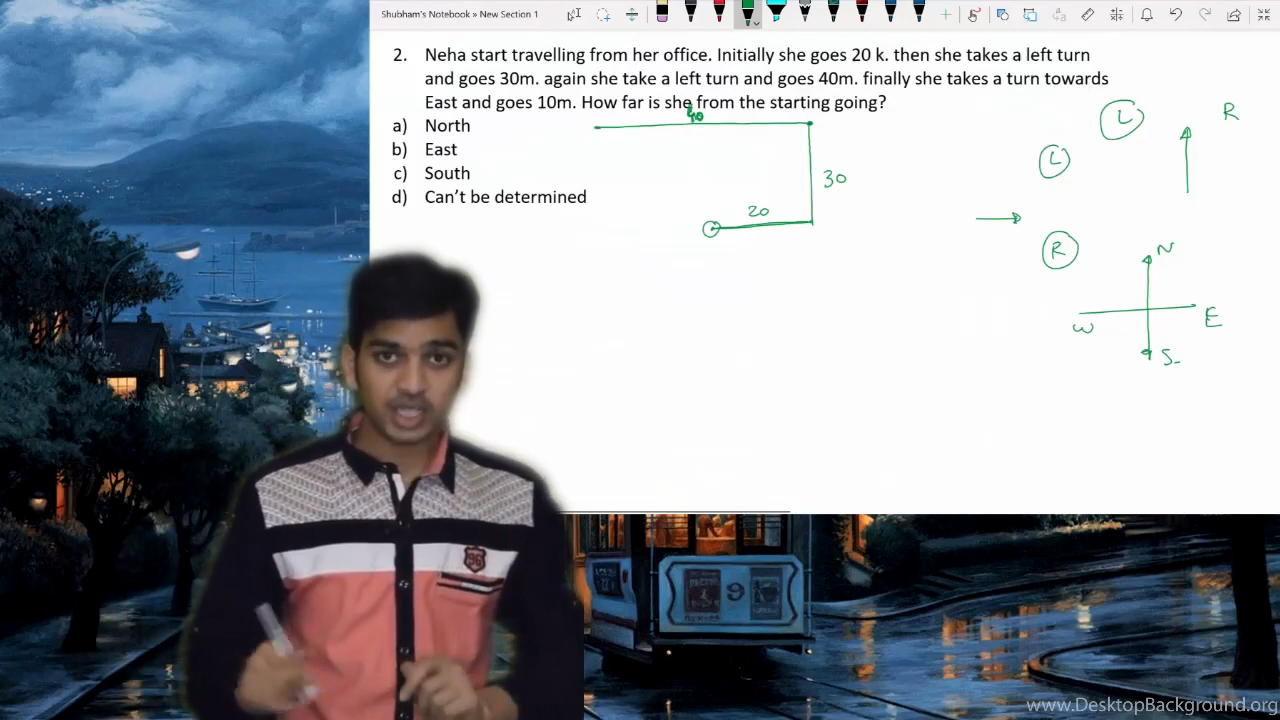 Shubham's Notebook » New Section 1
2. Neha start travelling from her office. Initially she goes 20 k. then she takes a left turn
and goes 30m. again she take a left turn and goes 40m. finally she takes a turn towards
East and goes 10m. How far is she from the starting going?
a) North
b) East
c) South
d) Can't be determined
40
30
20
L
L
R
R
N
W
E
S
9
www.DesktopBackground.org